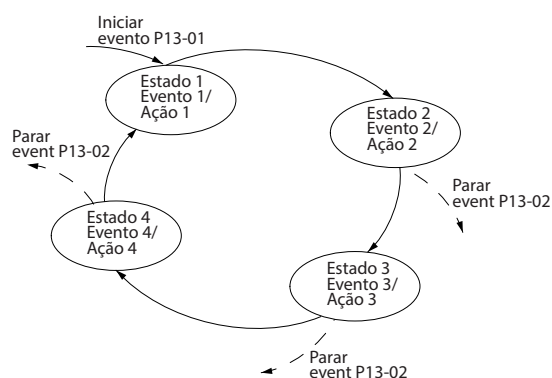 Iniciar
evento P13-01
Estado 1
Evento 1/
Ação 1
Estado 2
Evento 2/
Ação 2
Parar
event P13-02
Parar
event P13-02
Estado 4
Evento 4/
Ação 4
Estado 3
Evento 3/
Ação 3
Parar
event P13-02